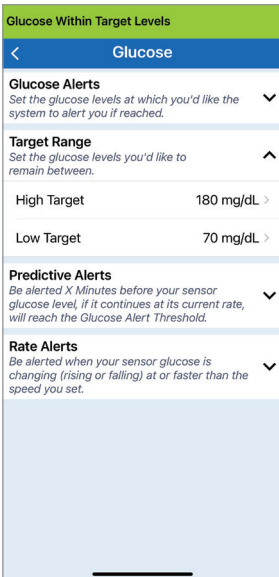 Glucose Within Target Levels
Glucose
Glucose Alerts
Set the glucose levels at which you'd like the
system to alert you if reached.
Target Range
Set the glucose levels you'd like to
remain between.
High Target 180 mg/dL
Low Target 70 mg/dL
Predictive Alerts
Be alerted X Minutes before your sensor
glucose level, if it continues at its current rate,
will reach the Glucose Alert Threshold.
Rate Alerts
Be alerted when your sensor glucose is
changing (rising or falling) at or faster than the
speed you set.